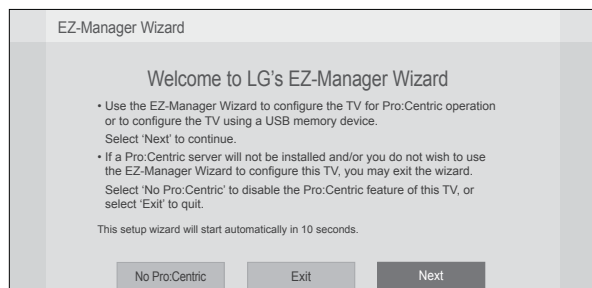 EZ-Manager Wizard
Welcome to LG's EZ-Manager Wizard
• Use the EZ-Manager Wizard to configure the TV for Pro:Centric operation
or to configure the TV using a USB memory device.
Select ‘Next’ to continue.
• If a Pro:Centric server will not be installed and/or you do not wish to use
the EZ-Manager Wizard to configure this TV, you may exit the wizard.
Select ‘No Pro:Centric’ to disable the Pro:Centric feature of this TV, or
select ‘Exit’ to quit.
This setup wizard will start automatically in 10 seconds.
No Pro:Centric
Exit
Next